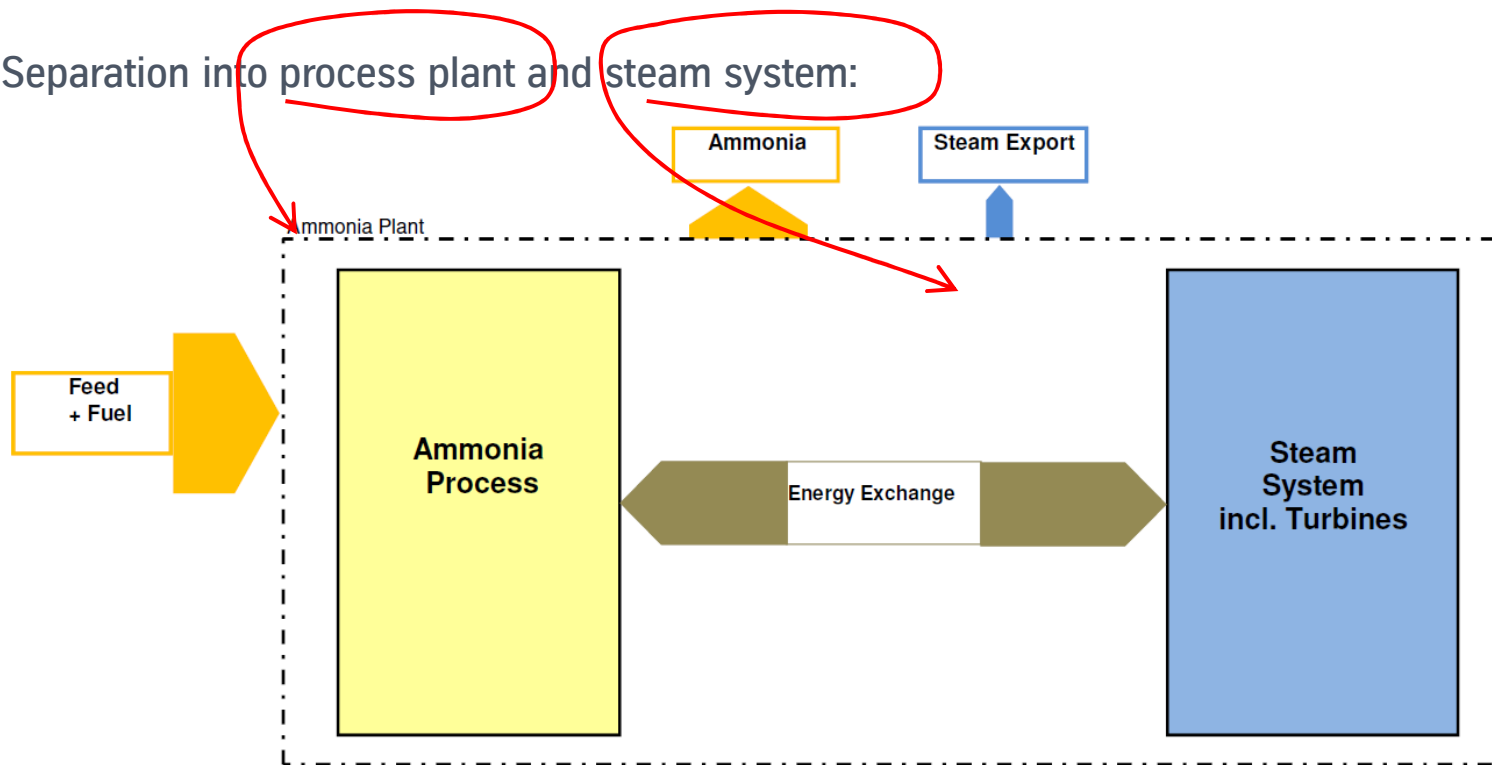 Separation into process plant and steam system:
Ammonia
Steam Export
Ammonia Plant
Feed
+ Fuel
Ammonia
Process
Energy Exchange
Steam
System
incl. Turbines